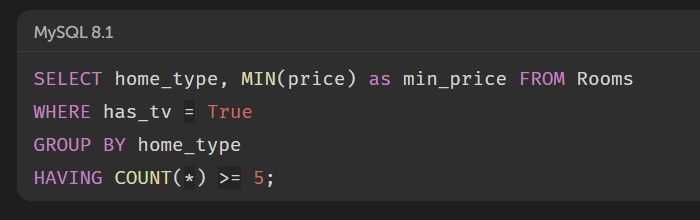 MySQL 8.1
SELECT home_type, MIN(price) as min_price FROM Rooms
WHERE has_tv = True
GROUP BY home_type
HAVING COUNT(*) >= 5;